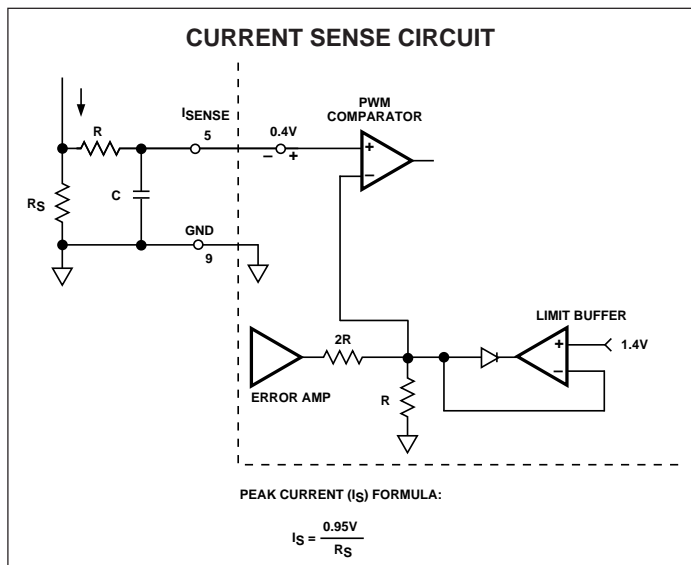 CURRENT SENSE CIRCUIT
ISENSE
5
R
0.4V
– +
PWM
COMPARATOR
+
–
RS
C
GND
9
LIMIT BUFFER
+
–
1.4V
2R
ERROR AMP
R
PEAK CURRENT (IS) FORMULA:
IS = 0.95V
RS